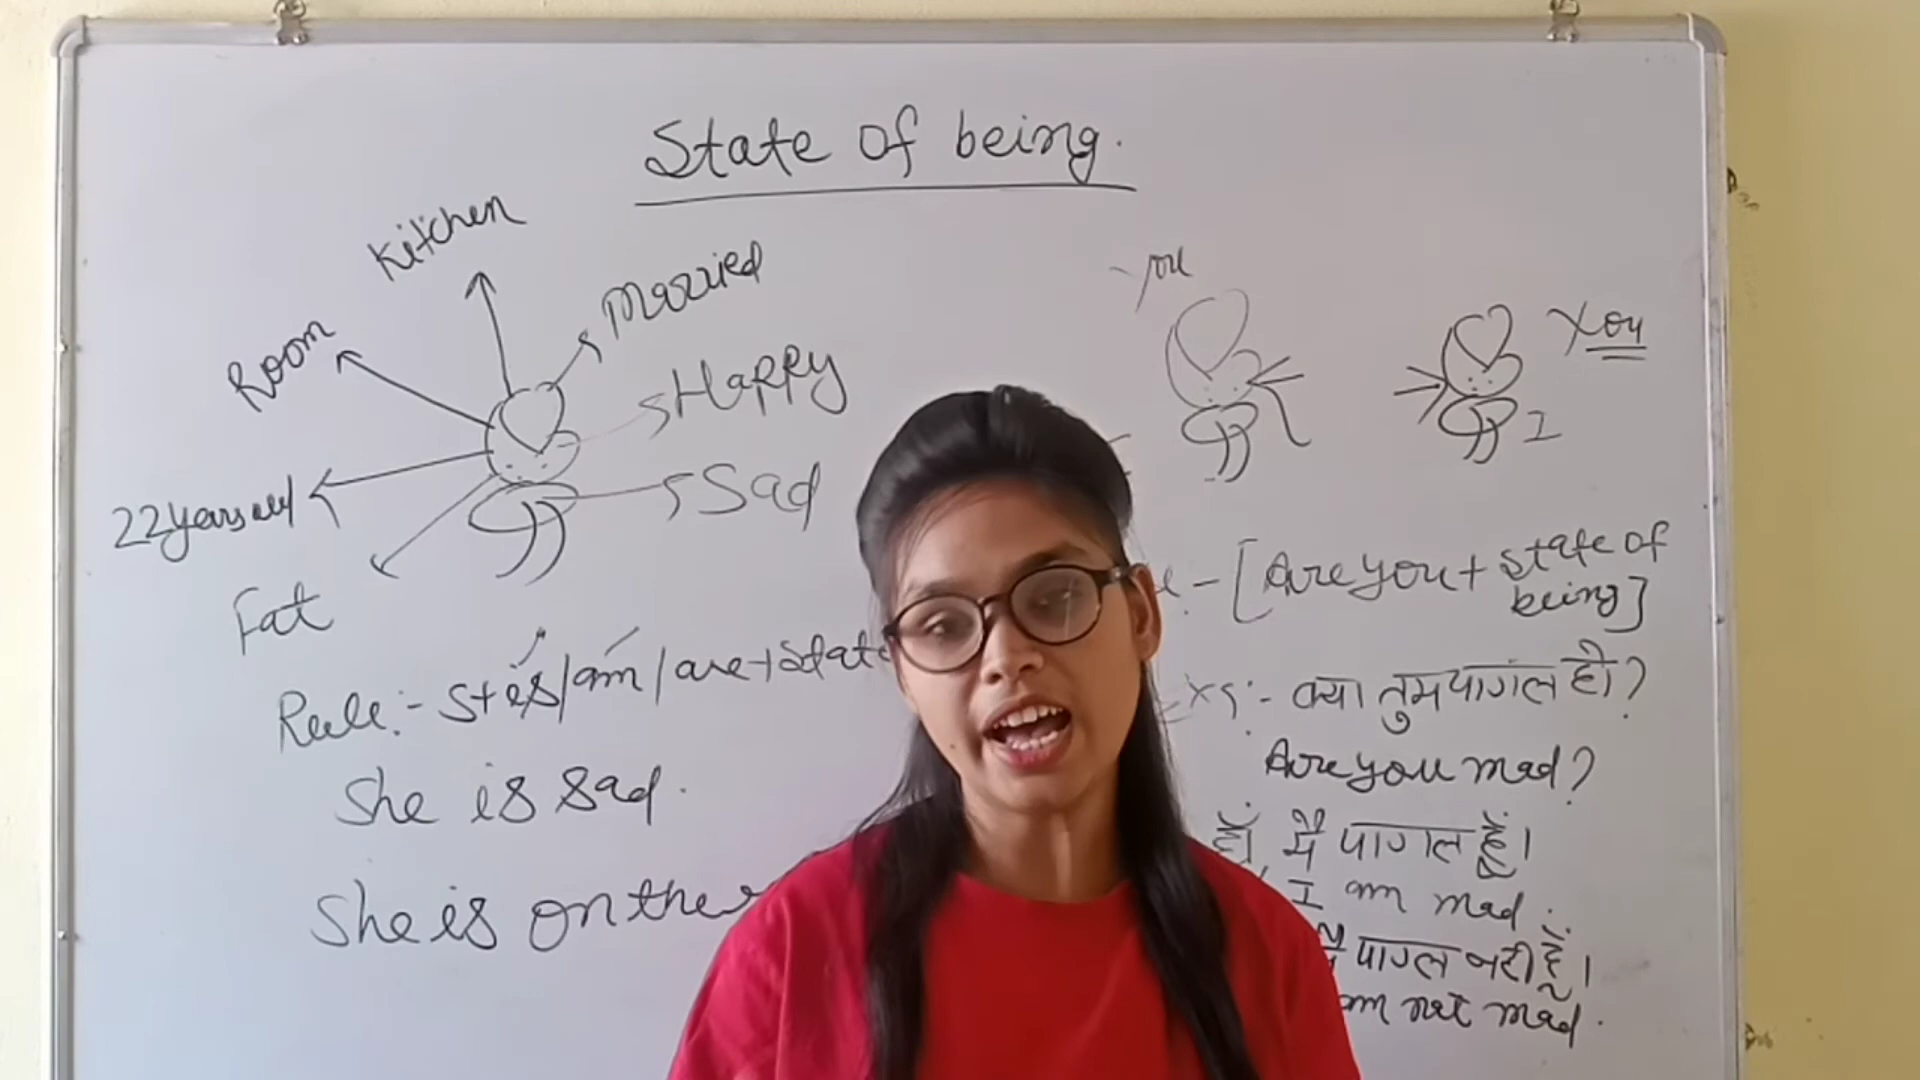 State of being.
Kitchen
Married
Room
Happy
22 years old
Sad
Fat
Rule:- S+is/am/are+State
She is sad.
She is on the
you
You
I
- [Are you + state of being]
क्या तुम पागल हो?
Are you mad?
हाँ, मैं पागल हूँ।
I am mad.
मैं पागल नहीं हूँ।
am not mad.